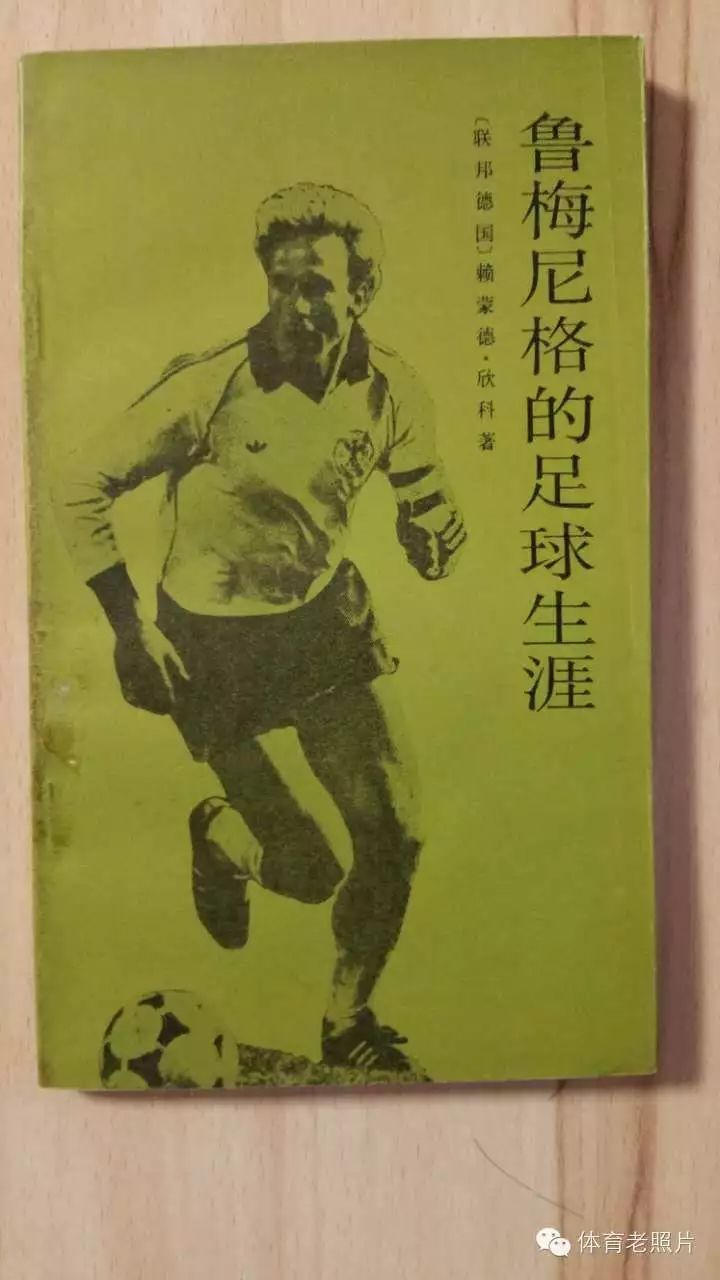 鲁梅尼格的足球生涯
〔联邦德国〕赖蒙德·欣科著
体育老照片